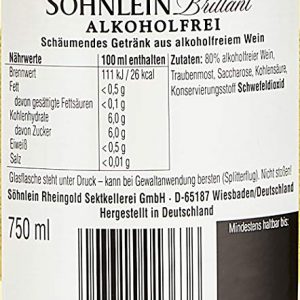 SÖHNLEIN Brillant
ALKOHOLFREI
Schäumendes Getränk aus alkoholfreiem Wein
Nährwerte 100 ml enthalten
Brennwert 111 kJ / 26 kcal
Fett <0,5 g
davon gesättigte Fettsäuren <0,1 g
Kohlenhydrate 6,0 g
davon Zucker 6,0 g
Eiweiß <0,5 g
Salz <0,01 g
Zutaten: 80% alkoholfreier Wein,
Traubenmost, Saccharose, Kohlensäure,
Konservierungsstoff Schwefeldioxid
Glasflasche steht unter Druck – kann bei Gewaltanwendung bersten (Splitterflug). Nicht stoßen!
Söhnlein Rheingold Sektkellerei GmbH - D-65187 Wiesbaden/Deutschland
Hergestellt in Deutschland
750 ml
Mindestens haltbar bis: